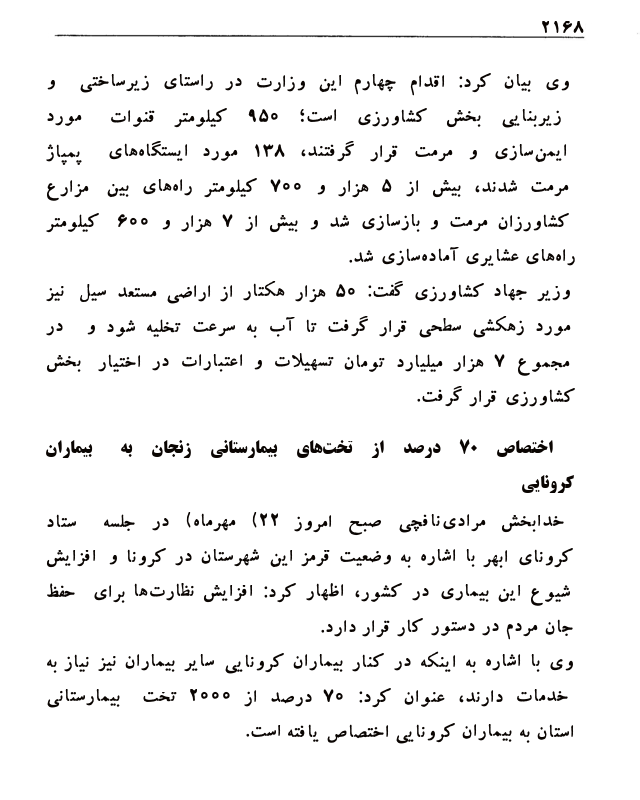 ۲۱۶۸
وی بیان کرد: اقدام چهارم این وزارت در راستای زیرساختی و
زیربنایی بخش کشاورزی است؛ ۹۵۰ کیلومتر قنوات مورد
ایمن‌سازی و مرمت قرار گرفتند، ۱۳۸ مورد ایستگاه‌های پمپاژ
مرمت شدند، بیش از ۵ هزار و ۷۰۰ کیلومتر راه‌های بین مزارع
کشاورزان مرمت و بازسازی شد و بیش از ۷ هزار و ۶۰۰ کیلومتر
راه‌های عشایری آماده‌سازی شد.
وزیر جهاد کشاورزی گفت: ۵۰ هزار هکتار از اراضی مستعد سیل نیز
مورد زهکشی سطحی قرار گرفت تا آب به سرعت تخلیه شود و در
مجموع ۷ هزار میلیارد تومان تسهیلات و اعتبارات در اختیار بخش
کشاورزی قرار گرفت.
اختصاص ۷۰ درصد از تخت‌های بیمارستانی زنجان به بیماران
کرونایی
خدابخش مرادی‌نافچی صبح امروز ۲۲) مهرماه) در جلسه ستاد
کرونای ابهر با اشاره به وضعیت قرمز این شهرستان در کرونا و افزایش
شیوع این بیماری در کشور، اظهار کرد: افزایش نظارت‌ها برای حفظ
جان مردم در دستور کار قرار دارد.
وی با اشاره به اینکه در کنار بیماران کرونایی سایر بیماران نیز نیاز به
خدمات دارند، عنوان کرد: ۷۰ درصد از ۲۰۰۰ تخت بیمارستانی
استان به بیماران کرونایی اختصاص یافته است.